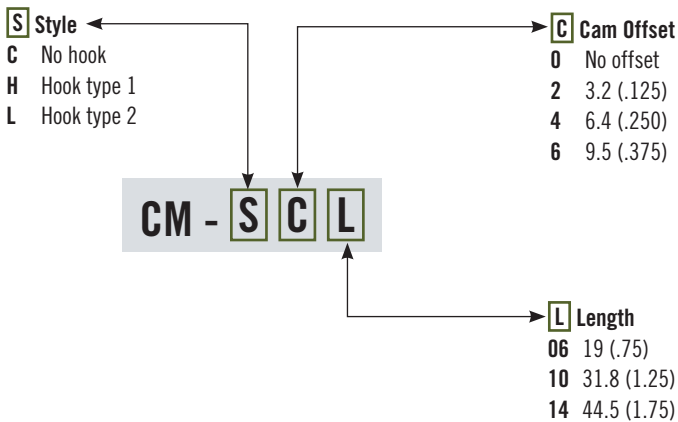 S Style
C No hook
H Hook type 1
L Hook type 2
C Cam Offset
0 No offset
2 3.2 (.125)
4 6.4 (.250)
6 9.5 (.375)
CM - S C L
L Length
06 19 (.75)
10 31.8 (1.25)
14 44.5 (1.75)